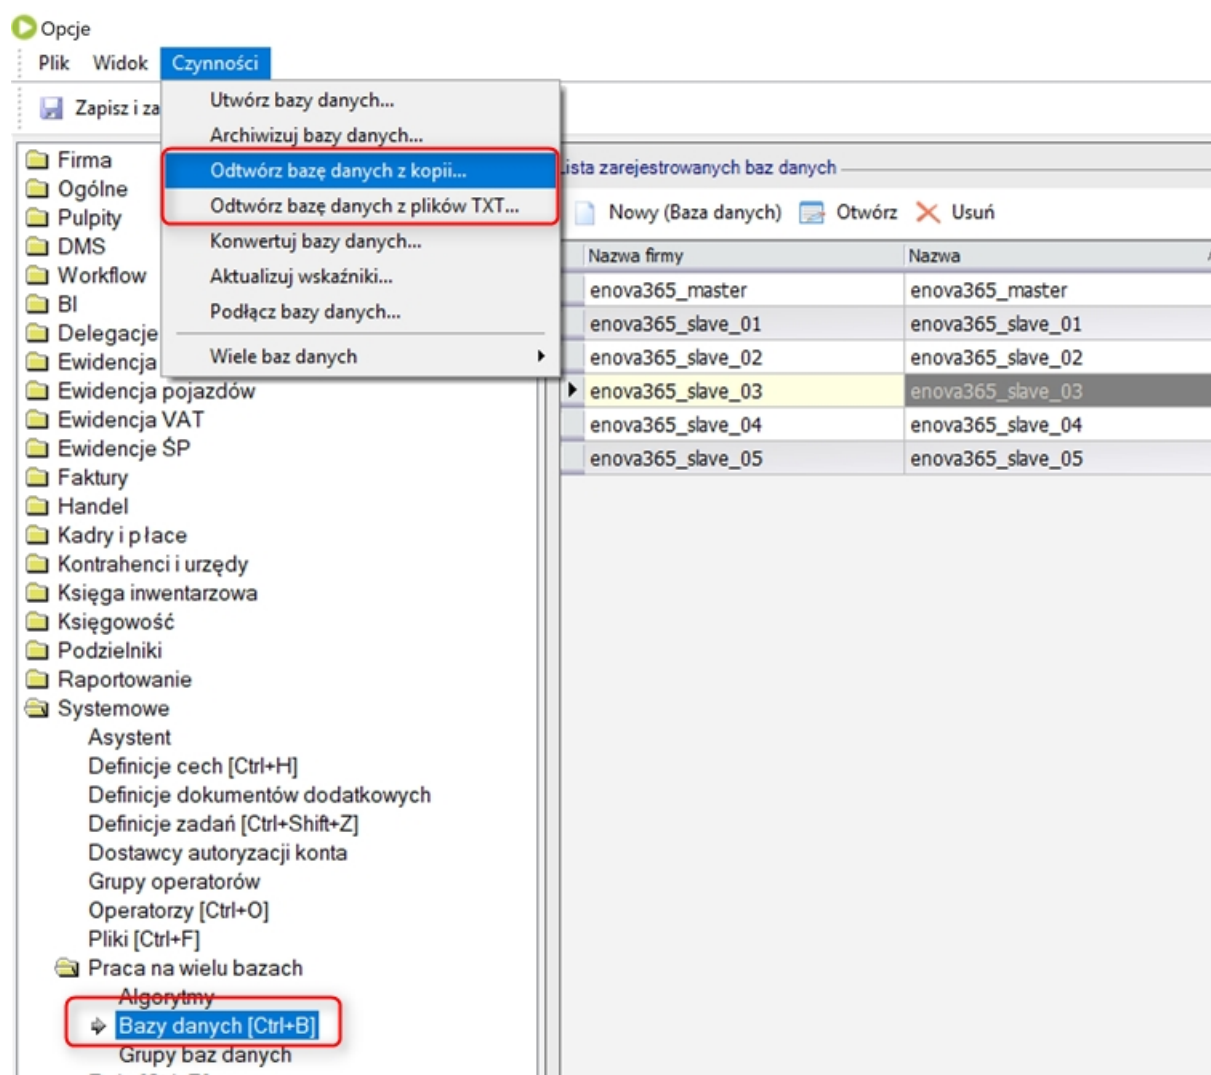 Opcje
Plik Widok Czynności
Zapisz i za
Utwórz bazy danych...
Archiwizuj bazy danych...
Odtwórz bazę danych z kopii...
Odtwórz bazę danych z plików TXT...
Konwertuj bazy danych...
Aktualizuj wskaźniki...
Podłącz bazy danych...
Wiele baz danych
Firma
Ogólne
Pulpity
DMS
Workflow
BI
Delegacje
Ewidencja
Ewidencja pojazdów
Ewidencja VAT
Ewidencje ŚP
Faktury
Handel
Kadry i płace
Kontrahenci i urzędy
Księga inwentarzowa
Księgowość
Podzielniki
Raportowanie
Systemowe
Asystent
Definicje cech [Ctrl+H]
Definicje dokumentów dodatkowych
Definicje zadań [Ctrl+Shift+Z]
Dostawcy autoryzacji konta
Grupy operatorów
Operatorzy [Ctrl+O]
Pliki [Ctrl+F]
Praca na wielu bazach
Algorytmy
Bazy danych [Ctrl+B]
Grupy baz danych
Lista zarejestrowanych baz danych
Nowy (Baza danych) Otwórz Usuń
Nazwa firmy Nazwa
enova365_master enova365_master
enova365_slave_01 enova365_slave_01
enova365_slave_02 enova365_slave_02
enova365_slave_03 enova365_slave_03
enova365_slave_04 enova365_slave_04
enova365_slave_05 enova365_slave_05